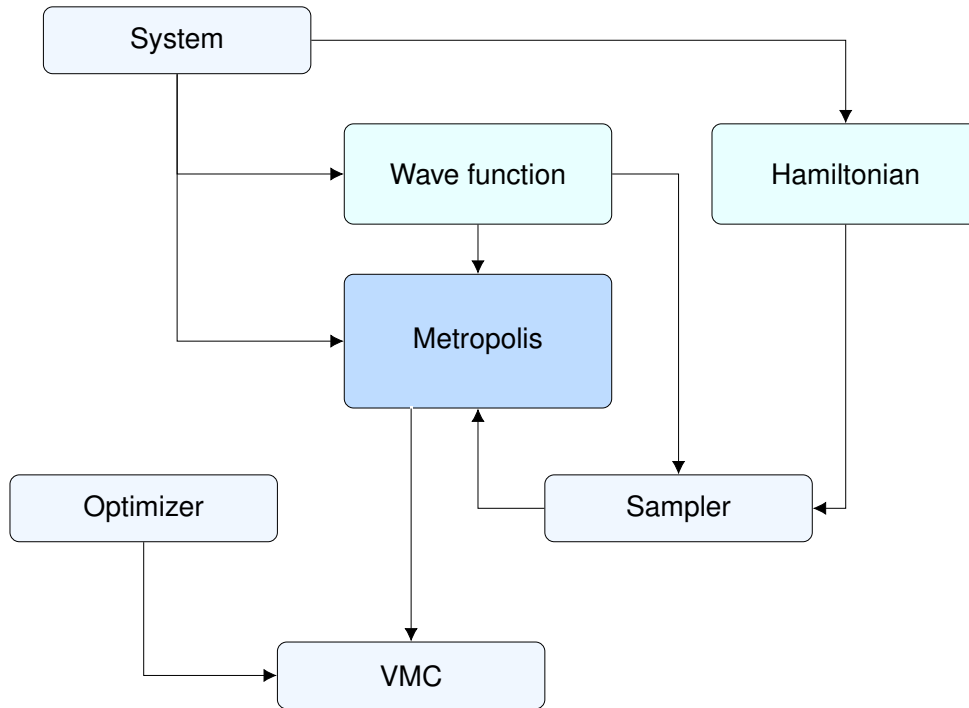 System
Wave function
Hamiltonian
Metropolis
Optimizer
Sampler
VMC